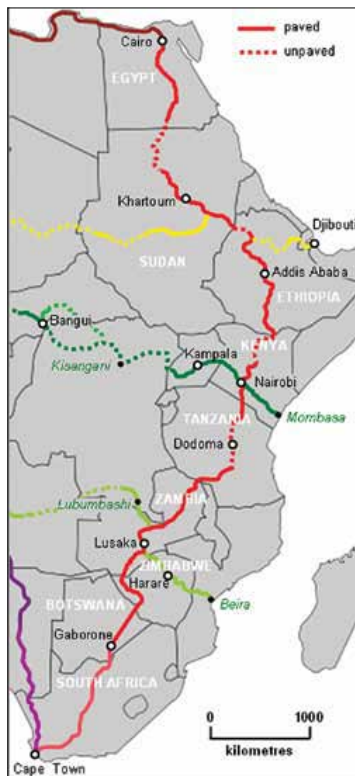 Cairo
paved
unpaved
EGYPT
Khartoum
Djibouti
SUDAN
Addis Ababa
ETHIOPIA
Bangui
KENYA
Kampala
Kisangani
Nairobi
TANZANIA
Mombasa
Dodoma
ZAMBIA
Lubumbashi
Lusaka
ZIMBABWE
Harare
BOTSWANA
Beira
Gaborone
SOUTH AFRICA
0 1000
kilometres
Cape Town